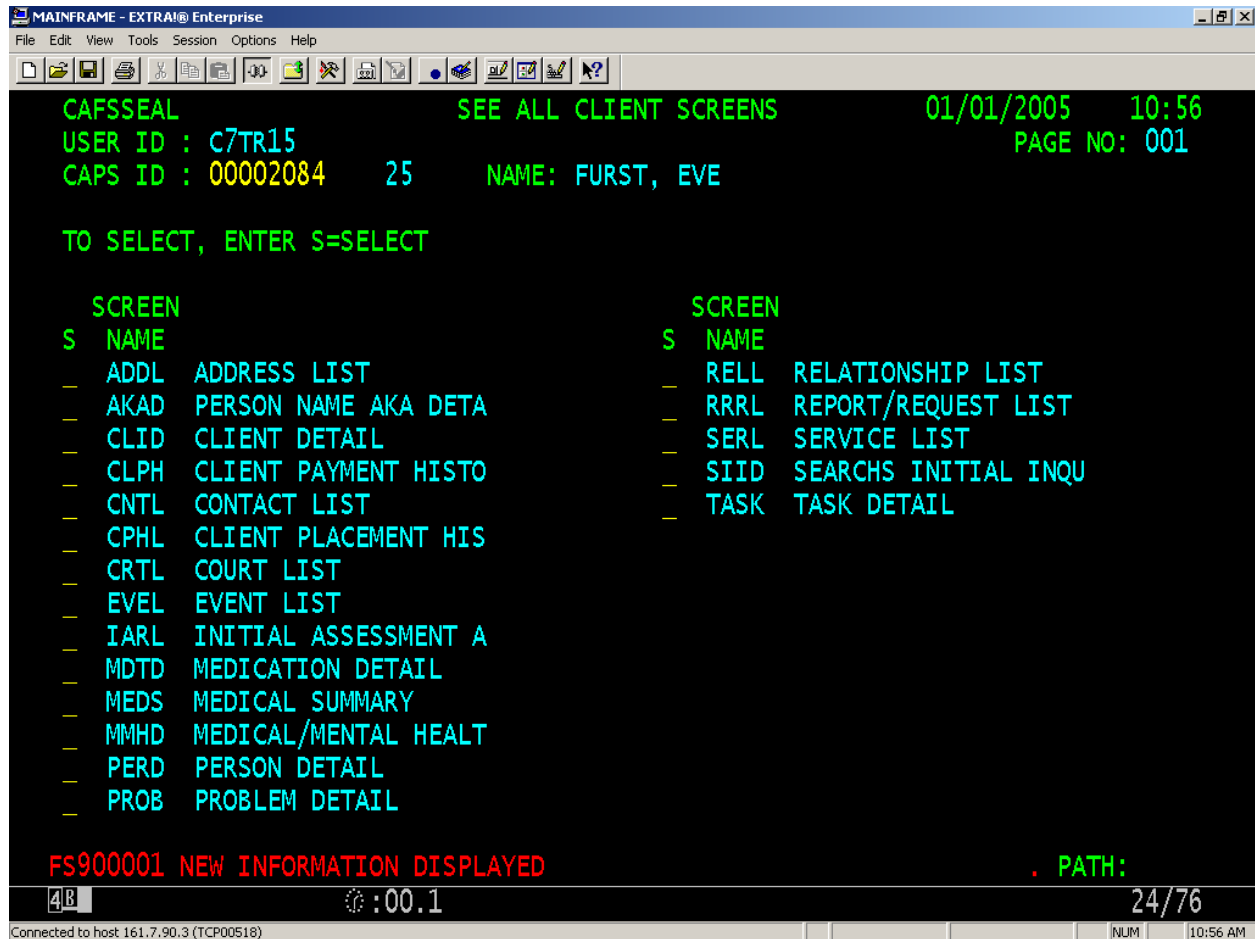 MAINFRAME - EXTRA!® Enterprise
File Edit View Tools Session Options Help
CAFSSEAL SEE ALL CLIENT SCREENS 01/01/2005 10:56
USER ID : C7TR15 PAGE NO: 001
CAPS ID : 00002084 25 NAME: FURST, EVE
TO SELECT, ENTER S=SELECT
SCREEN SCREEN
S NAME S NAME
_ ADDL ADDRESS LIST _ RELL RELATIONSHIP LIST
_ AKAD PERSON NAME AKA DETA _ RRRL REPORT/REQUEST LIST
_ CLID CLIENT DETAIL _ SERL SERVICE LIST
_ CLPH CLIENT PAYMENT HISTO _ SIID SEARCHS INITIAL INQU
_ CNTL CONTACT LIST _ TASK TASK DETAIL
_ CPHL CLIENT PLACEMENT HIS
_ CRTL COURT LIST
_ EVEL EVENT LIST
_ IARL INITIAL ASSESSMENT A
_ MDTD MEDICATION DETAIL
_ MEDS MEDICAL SUMMARY
_ MMHD MEDICAL/MENTAL HEALT
_ PERD PERSON DETAIL
_ PROB PROBLEM DETAIL
FS900001 NEW INFORMATION DISPLAYED . PATH:
4B :00.1 24/76
Connected to host 161.7.90.3 (TCP00518) NUM 10:56 AM